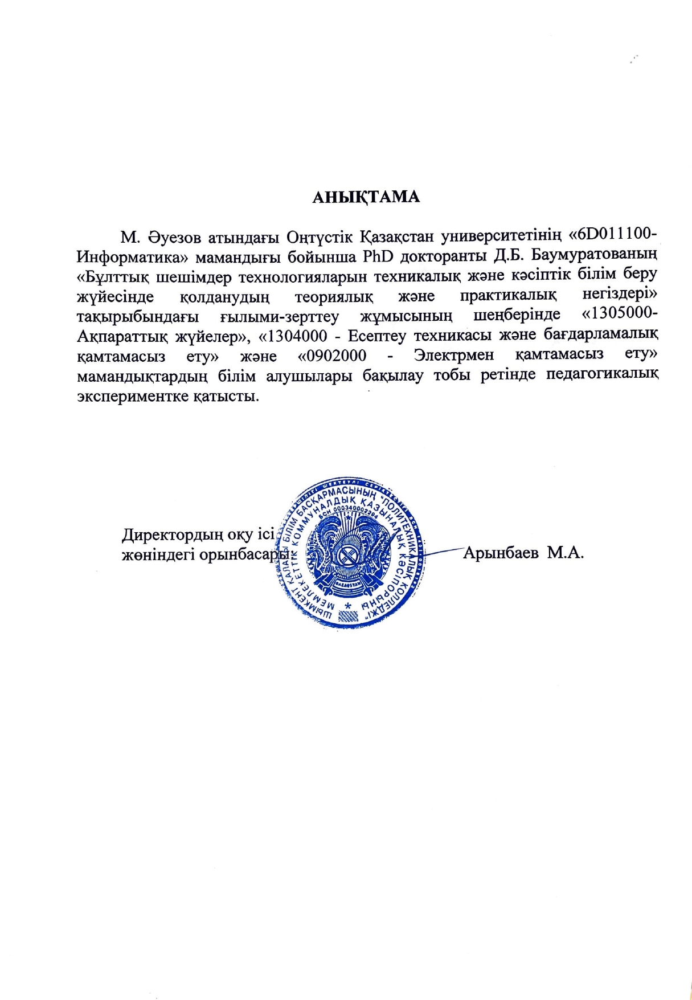 АНЫҚТАМА
М. Әуезов атындағы Оңтүстік Қазақстан университетінің «6D011100-
Информатика» мамандығы бойынша PhD докторанты Д.Б. Баумуратованың
«Бұлттық шешімдер технологияларын техникалық және кәсіптік білім беру
жүйесінде қолданудың теориялық және практикалық негіздері»
тақырыбындағы ғылыми-зерттеу жұмысының шеңберінде «1305000-
Ақпараттық жүйелер», «1304000 - Есептеу техникасы және бағдарламалық
қамтамасыз ету» және «0902000 - Электрмен қамтамасыз ету»
мамандықтардың білім алушылары бақылау тобы ретінде педагогикалық
экспериментке қатысты.
Директордың оқу ісі
жөніндегі орынбасары:
Арынбаев М.А.
ШЫМКЕНТ ҚАЛАСЫ БІЛІМ БАСҚАРМАСЫНЫҢ "ПОЛИТЕХНИКАЛЫҚ КОЛЛЕДЖІ"
МЕМЛЕКЕТТІК КОММУНАЛДЫҚ ҚАЗЫНАЛЫҚ КӘСІПОРЫНЫ
БСН 000340002294
QAZAQSTAN